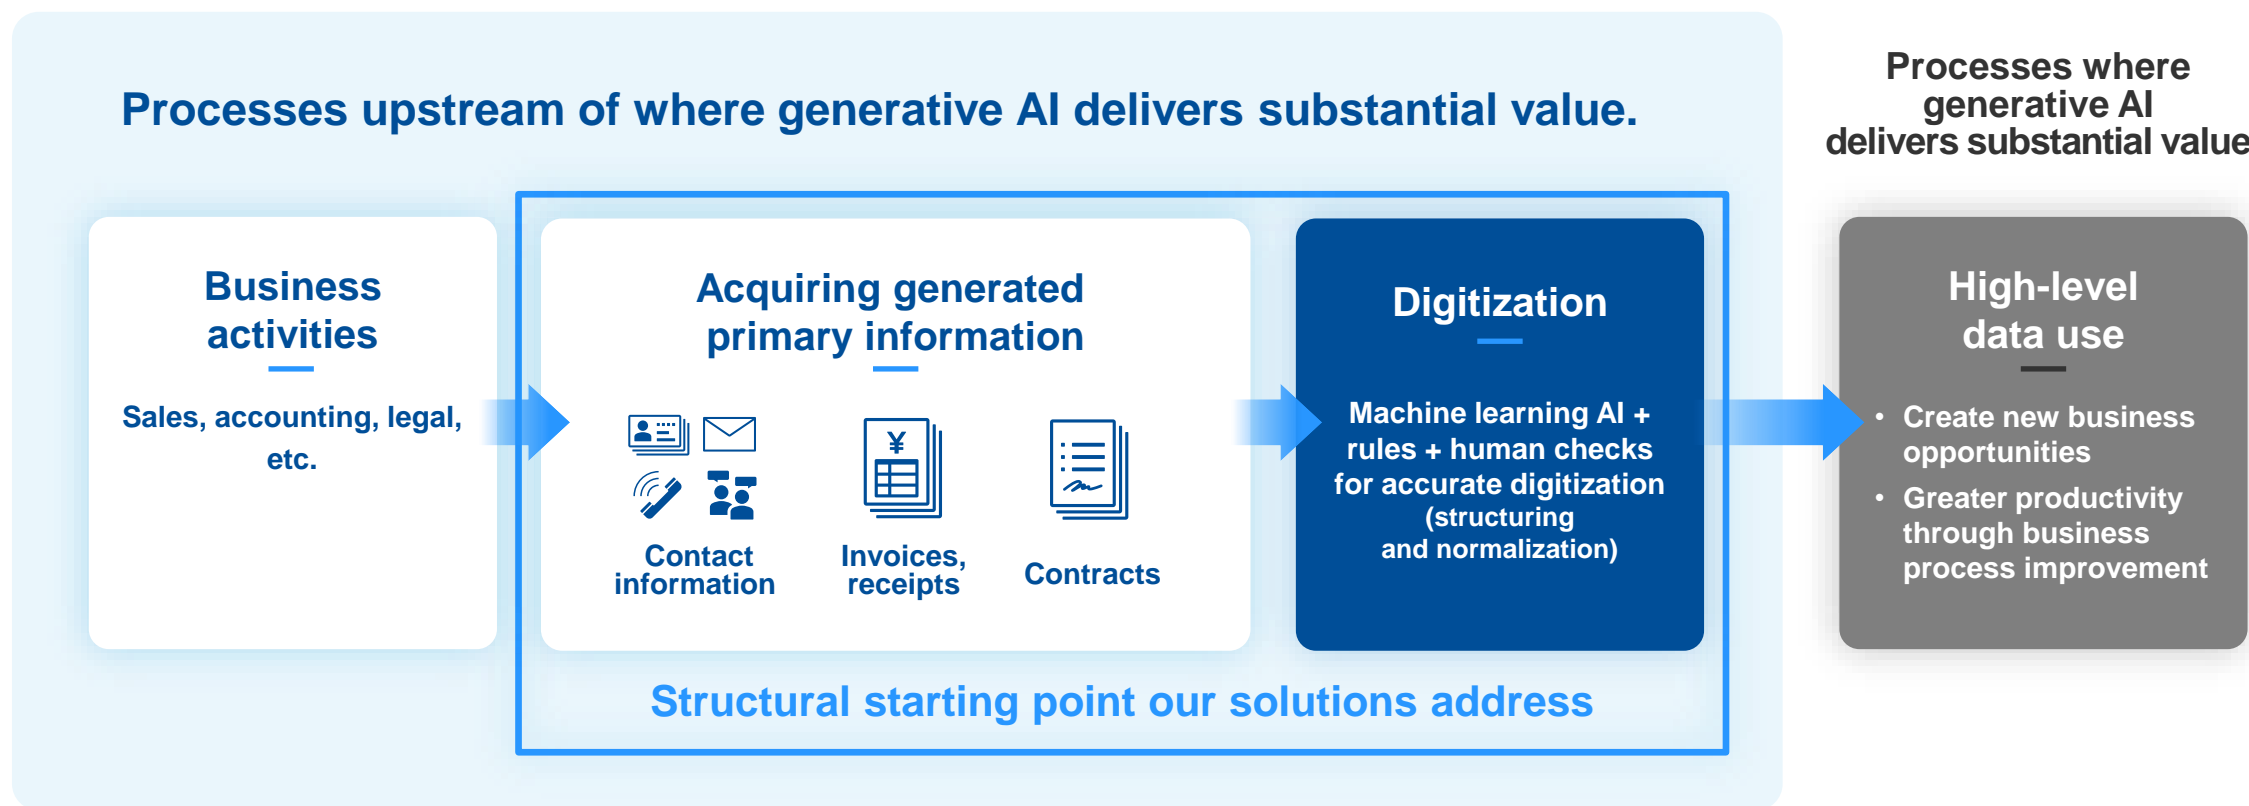 Processes upstream of where generative AI delivers substantial value.
Processes where
generative AI
delivers substantial value
Business
activities
Sales, accounting, legal,
etc.
Acquiring generated
primary information
¥
Contact
information
Invoices,
receipts
Contracts
Digitization
Machine learning AI +
rules + human checks
for accurate digitization
(structuring
and normalization)
Structural starting point our solutions address
High-level
data use
• Create new business
opportunities
• Greater productivity
through business
process improvement